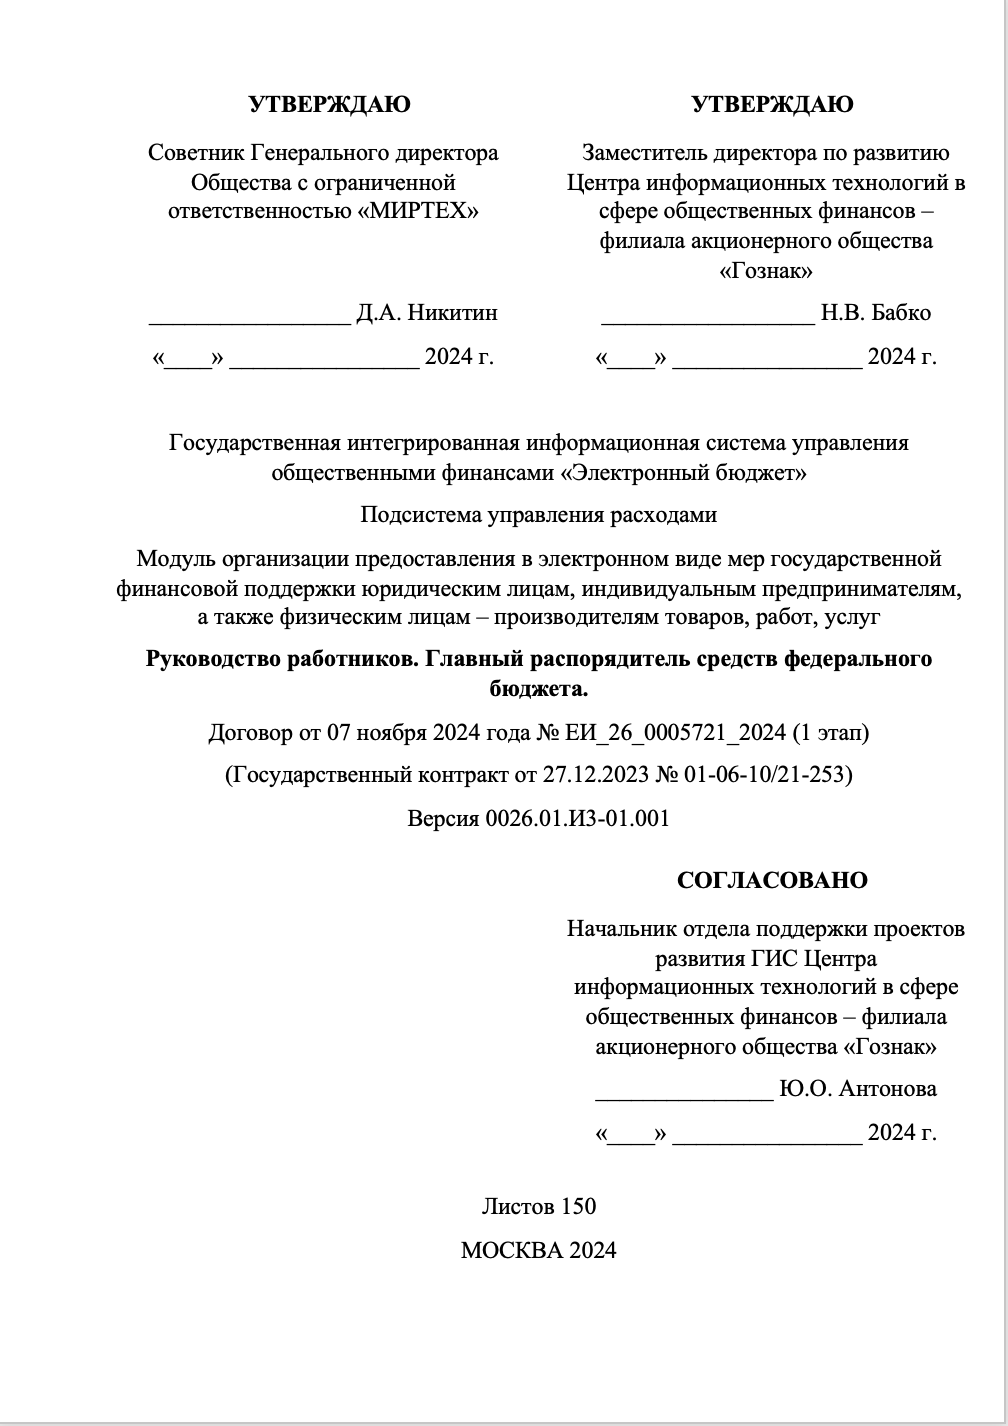 УТВЕРЖДАЮ
Советник Генерального директора
Общества с ограниченной
ответственностью «МИРТЕХ»
_________________ Д.А. Никитин
«____» ________________ 2024 г.
УТВЕРЖДАЮ
Заместитель директора по развитию
Центра информационных технологий в
сфере общественных финансов –
филиала акционерного общества
«Гознак»
__________________ Н.В. Бабко
«____» ________________ 2024 г.
Государственная интегрированная информационная система управления
общественными финансами «Электронный бюджет»
Подсистема управления расходами
Модуль организации предоставления в электронном виде мер государственной
финансовой поддержки юридическим лицам, индивидуальным предпринимателям,
а также физическим лицам – производителям товаров, работ, услуг
Руководство работников. Главный распорядитель средств федерального
бюджета.
Договор от 07 ноября 2024 года № ЕИ_26_0005721_2024 (1 этап)
(Государственный контракт от 27.12.2023 № 01-06-10/21-253)
Версия 0026.01.ИЗ-01.001
СОГЛАСОВАНО
Начальник отдела поддержки проектов
развития ГИС Центра
информационных технологий в сфере
общественных финансов – филиала
акционерного общества «Гознак»
_______________ Ю.О. Антонова
«____» ________________ 2024 г.
Листов 150
МОСКВА 2024